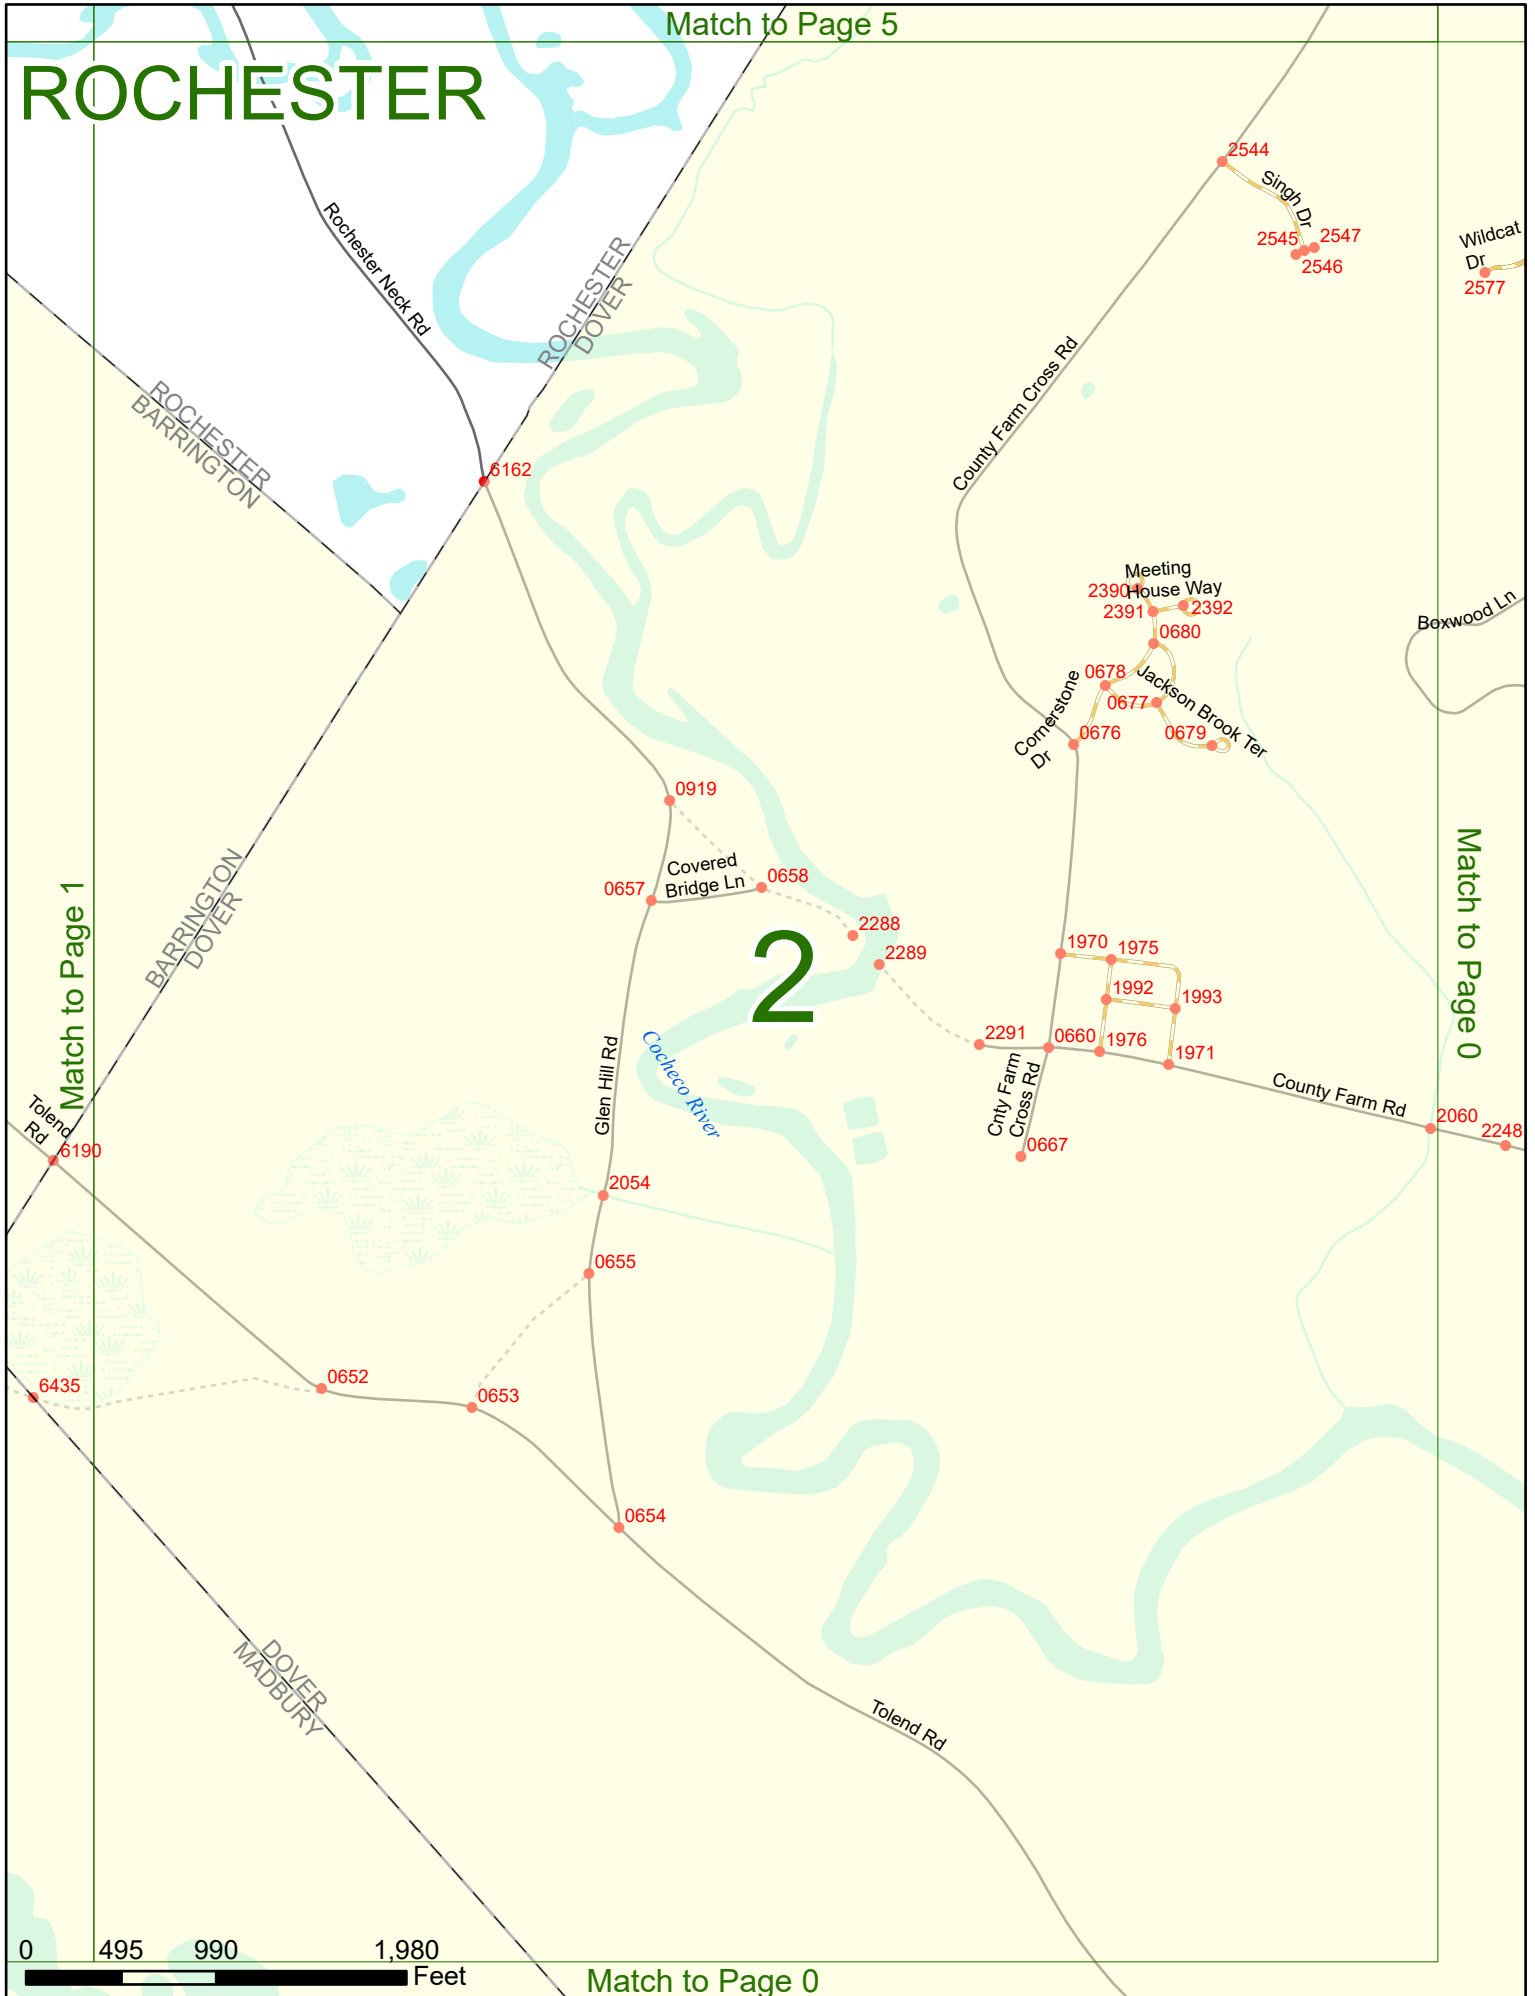 Match to Page 5
ROCHESTER
2544
Singh Dr
2545
2547
2546
Wildcat
Dr
2577
Rochester Neck Rd
ROCHESTER
DOVER
County Farm Cross Rd
ROCHESTER
BARRINGTON
6162
Meeting
House Way
2390
2391
2392
0680
Boxwood Ln
0678
Jackson Brook Ter
0677
Cornerstone
Dr
0676
0679
0919
Covered
Bridge Ln
0657
0658
Match to Page 1
BARRINGTON
DOVER
Match to Page 0
2
2288
2289
1970
1975
1992
1993
2291
0660
1976
1971
Cnty Farm
Cross Rd
County Farm Rd
Glen Hill Rd
Cocheco River
2060
2248
0667
Tolend
Rd
6190
2054
0655
6435
0652
0653
0654
DOVER
MADBURY
Tolend Rd
0 495 990 1,980
Feet
Match to Page 0